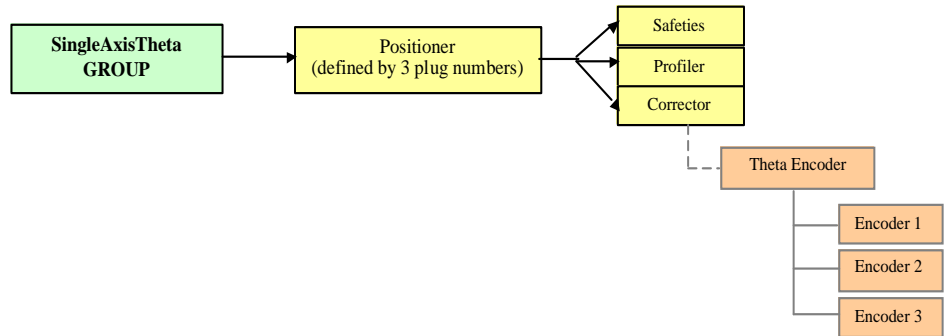 SingleAxisTheta
GROUP
Positioner
(defined by 3 plug numbers)
Safeties
Profiler
Corrector
Theta Encoder
Encoder 1
Encoder 2
Encoder 3